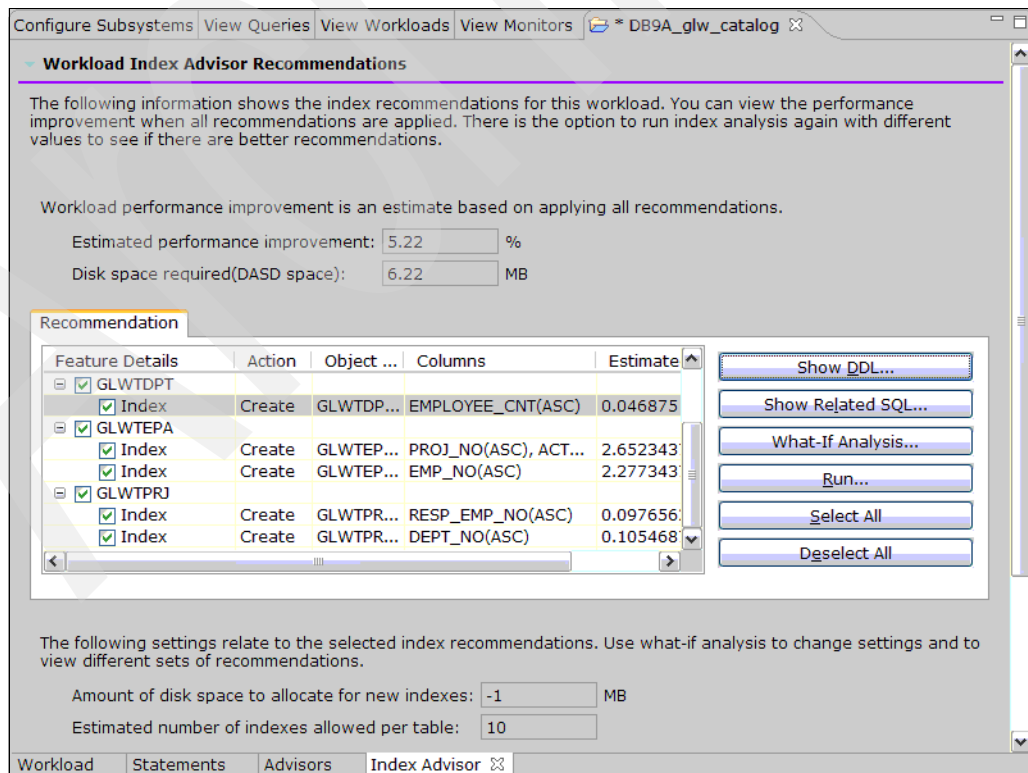 Configure Subsystems View Queries View Workloads View Monitors * DB9A_glw_catalog
Workload Index Advisor Recommendations
The following information shows the index recommendations for this workload. You can view the performance
improvement when all recommendations are applied. There is the option to run index analysis again with different
values to see if there are better recommendations.
Workload performance improvement is an estimate based on applying all recommendations.
Estimated performance improvement: 5.22 %
Disk space required(DASD space): 6.22 MB
Recommendation
Feature Details Action Object ... Columns Estimate
GLWTDPT
Index Create GLWTDP... EMPLOYEE_CNT(ASC) 0.046875
GLWTEPA
Index Create GLWTEP... PROJ_NO(ASC), ACT... 2.652343
Index Create GLWTEP... EMP_NO(ASC) 2.277343
GLWTPRJ
Index Create GLWTPR... RESP_EMP_NO(ASC) 0.097656
Index Create GLWTPR... DEPT_NO(ASC) 0.105468
Show DDL...
Show Related SQL...
What-If Analysis...
Run...
Select All
Deselect All
The following settings relate to the selected index recommendations. Use what-if analysis to change settings and to
view different sets of recommendations.
Amount of disk space to allocate for new indexes: -1 MB
Estimated number of indexes allowed per table: 10
Workload Statements Advisors Index Advisor